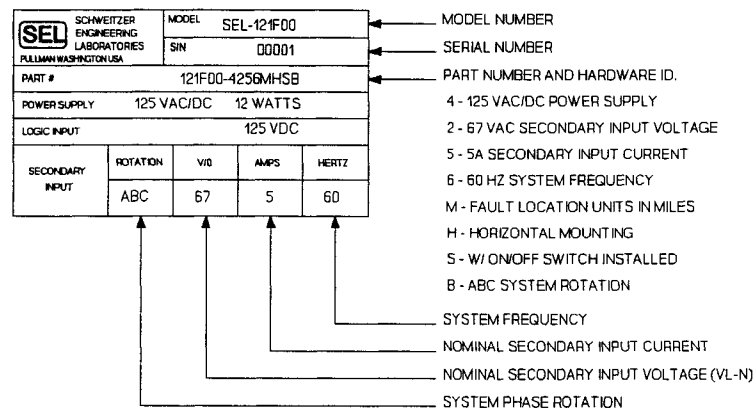 SEL SCHWEITZER ENGINEERING LABORATORIES
PULLMAN WASHINGTON USA
MODEL SEL-121F00
S/N 00001
PART # 121F00-4256MHSB
POWER SUPPLY 125 VAC/DC 12 WATTS
LOGIC INPUT 125 VDC
SECONDARY INPUT
ROTATION V/Ø AMPS HERTZ
ABC 67 5 60
MODEL NUMBER
SERIAL NUMBER
PART NUMBER AND HARDWARE ID.
4 - 125 VAC/DC POWER SUPPLY
2 - 67 VAC SECONDARY INPUT VOLTAGE
5 - 5A SECONDARY INPUT CURRENT
6 - 60 HZ SYSTEM FREQUENCY
M - FAULT LOCATION UNITS IN MILES
H - HORIZONTAL MOUNTING
S - W/ ON/OFF SWITCH INSTALLED
B - ABC SYSTEM ROTATION
SYSTEM FREQUENCY
NOMINAL SECONDARY INPUT CURRENT
NOMINAL SECONDARY INPUT VOLTAGE (VL-N)
SYSTEM PHASE ROTATION